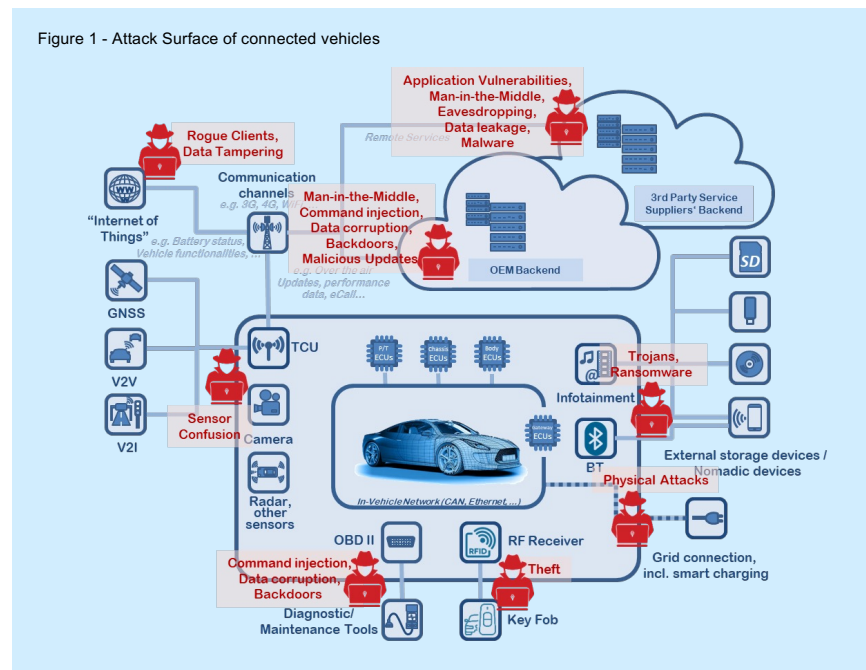 Figure 1 - Attack Surface of connected vehicles
Application Vulnerabilities,
Man-in-the-Middle,
Eavesdropping,
Data leakage,
Malware
Remote Services
Rogue Clients,
Data Tampering
Communication
channels
e.g. 3G, 4G, WiFi
"Internet of
Things"
WW
e.g. Battery status,
Vehicle functionalities, ...
Man-in-the-Middle,
Command injection,
Data corruption,
Backdoors,
Malicious Updates
e.g. Over the air
Updates, performance
data, eCall...
3rd Party Service
Suppliers' Backend
OEM Backend
SD
GNSS
TCU
P/T
ECUs
Chassis
ECUs
Body
ECUs
V2V
@
Infotainment
Trojans,
Ransomware
Sensor
Confusion
V2I
Camera
Gateway
ECUs
BT
External storage devices /
Nomadic devices
Radar,
other
sensors
In-Vehicle Network (CAN, Ethernet, ...)
Physical Attacks
OBD II
RFID
RF Receiver
Grid connection,
incl. smart charging
Command injection,
Data corruption,
Backdoors
Theft
Diagnostic/
Maintenance Tools
Key Fob